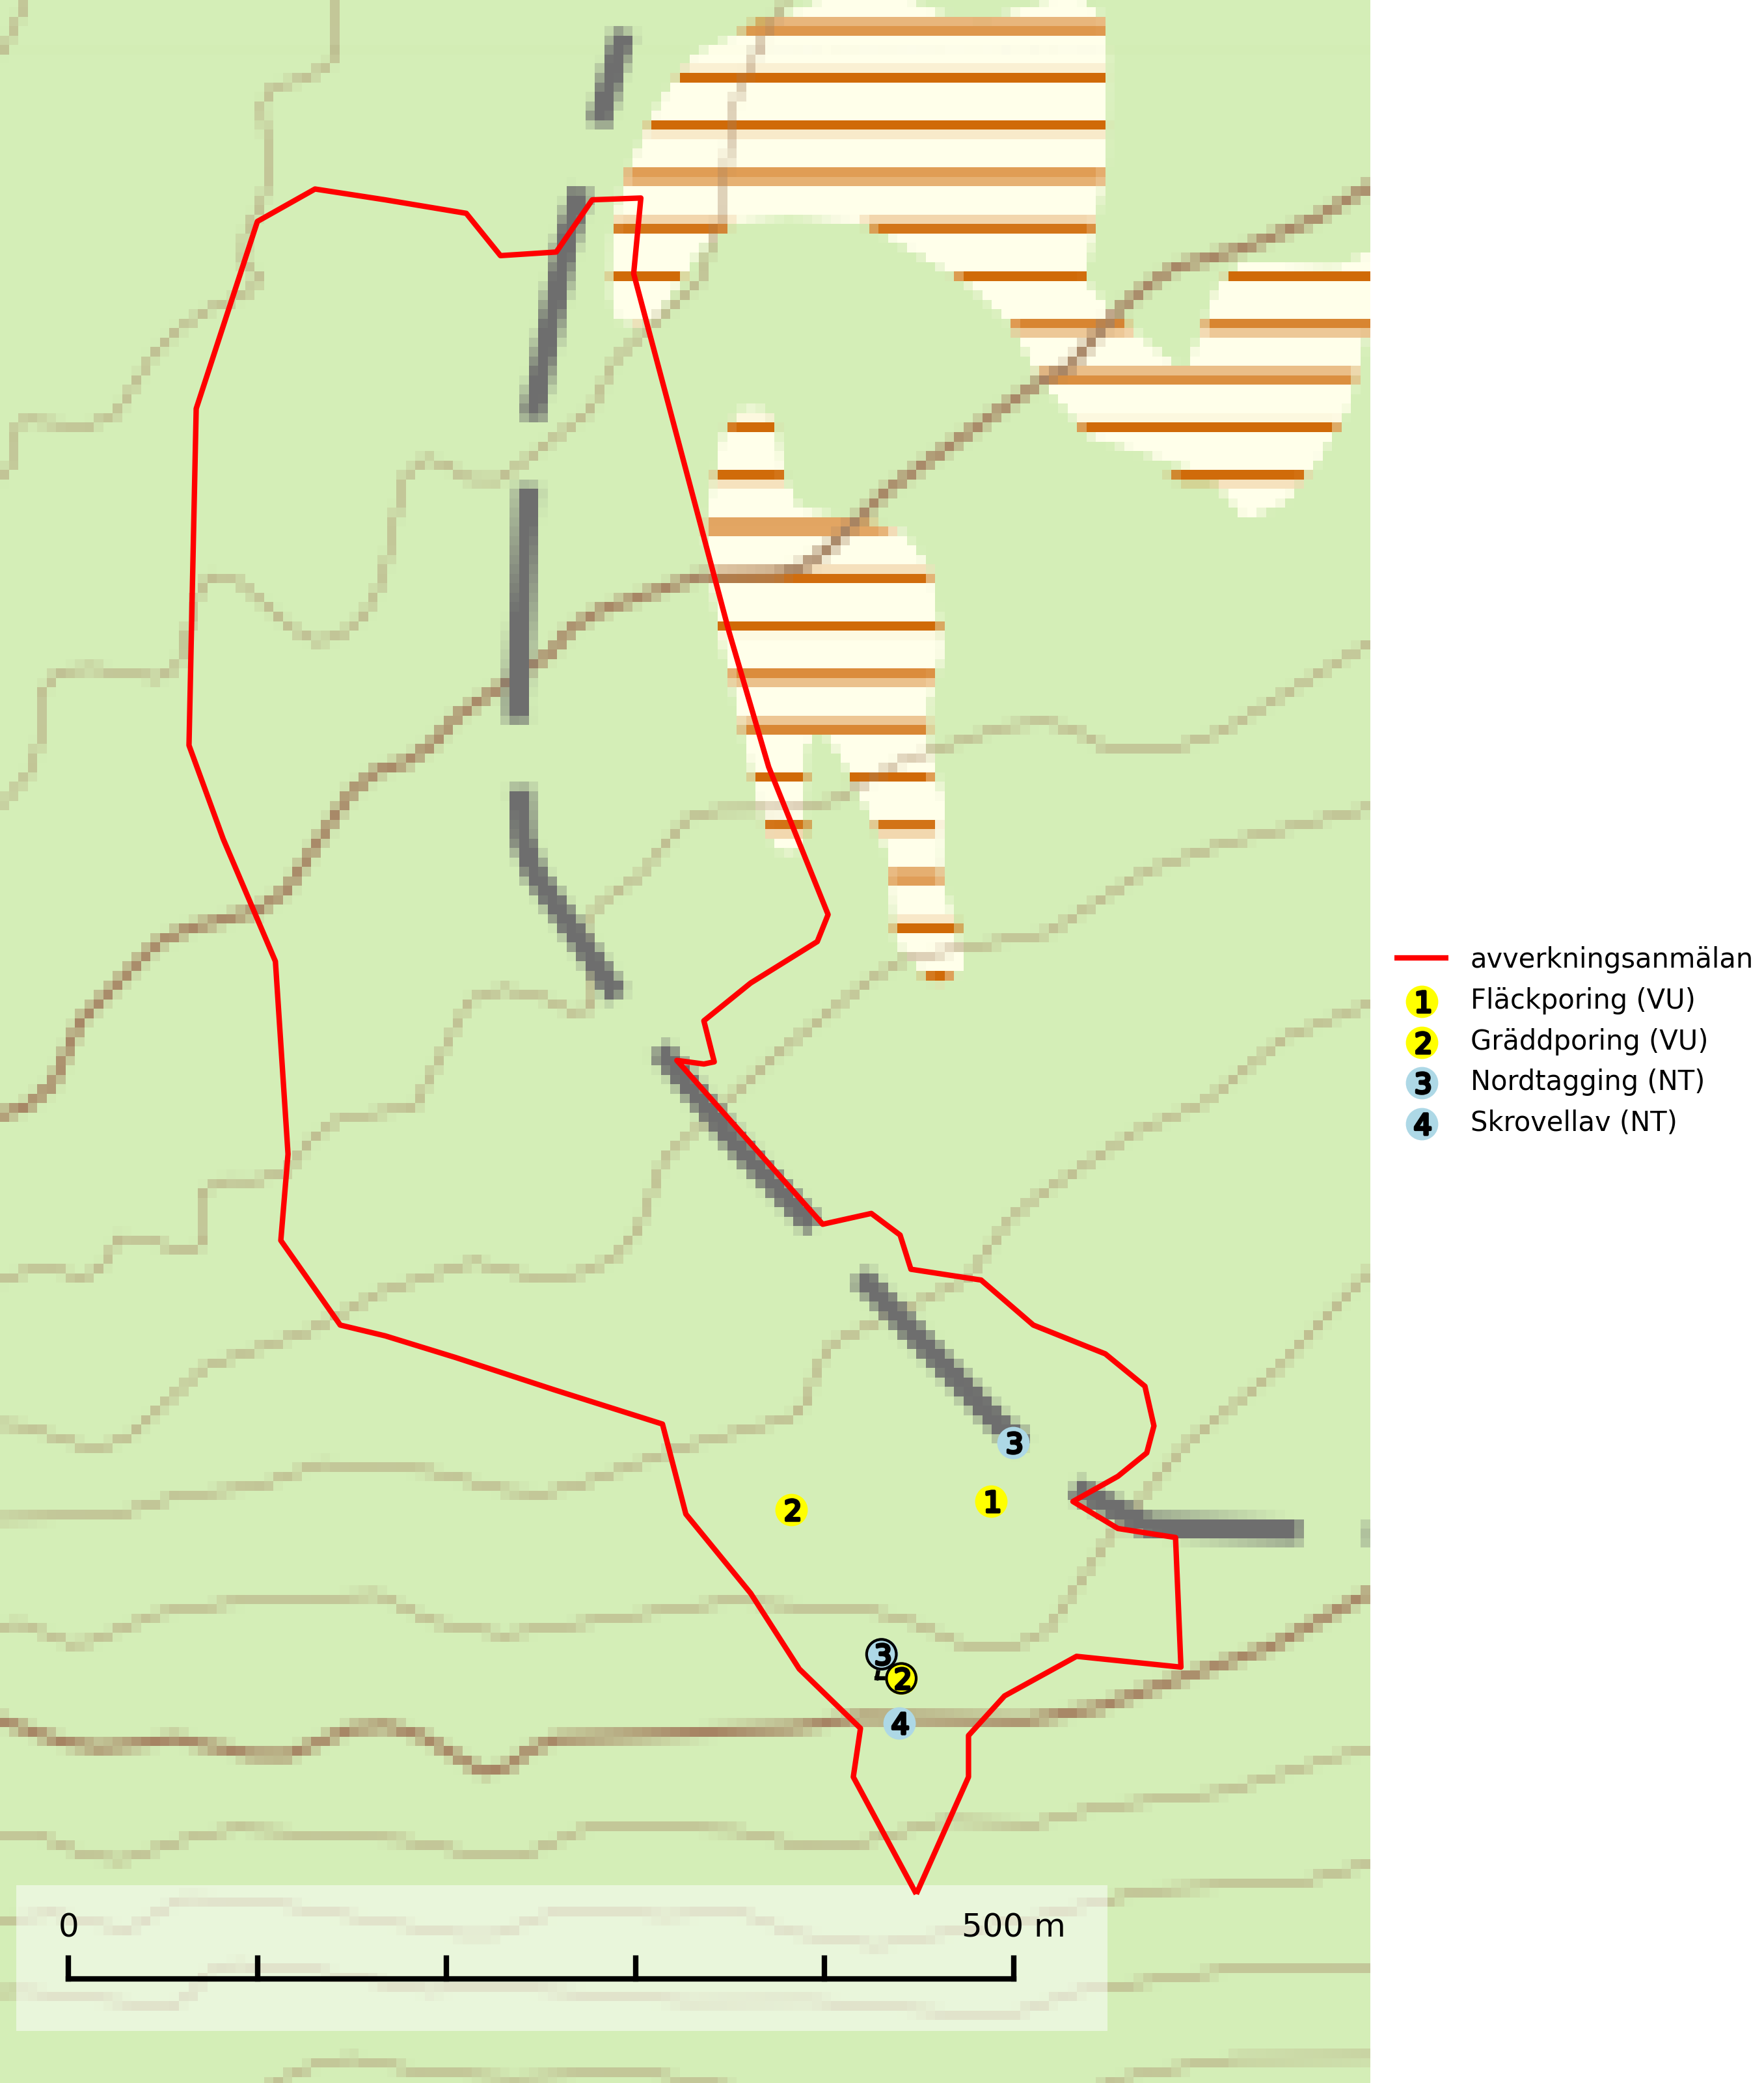 avverkningsanmälan
1 Fläckporing (VU)
2 Gräddporing (VU)
3 Nordtagging (NT)
4 Skrovellav (NT)
3
2
1
3
2
4
0 500 m